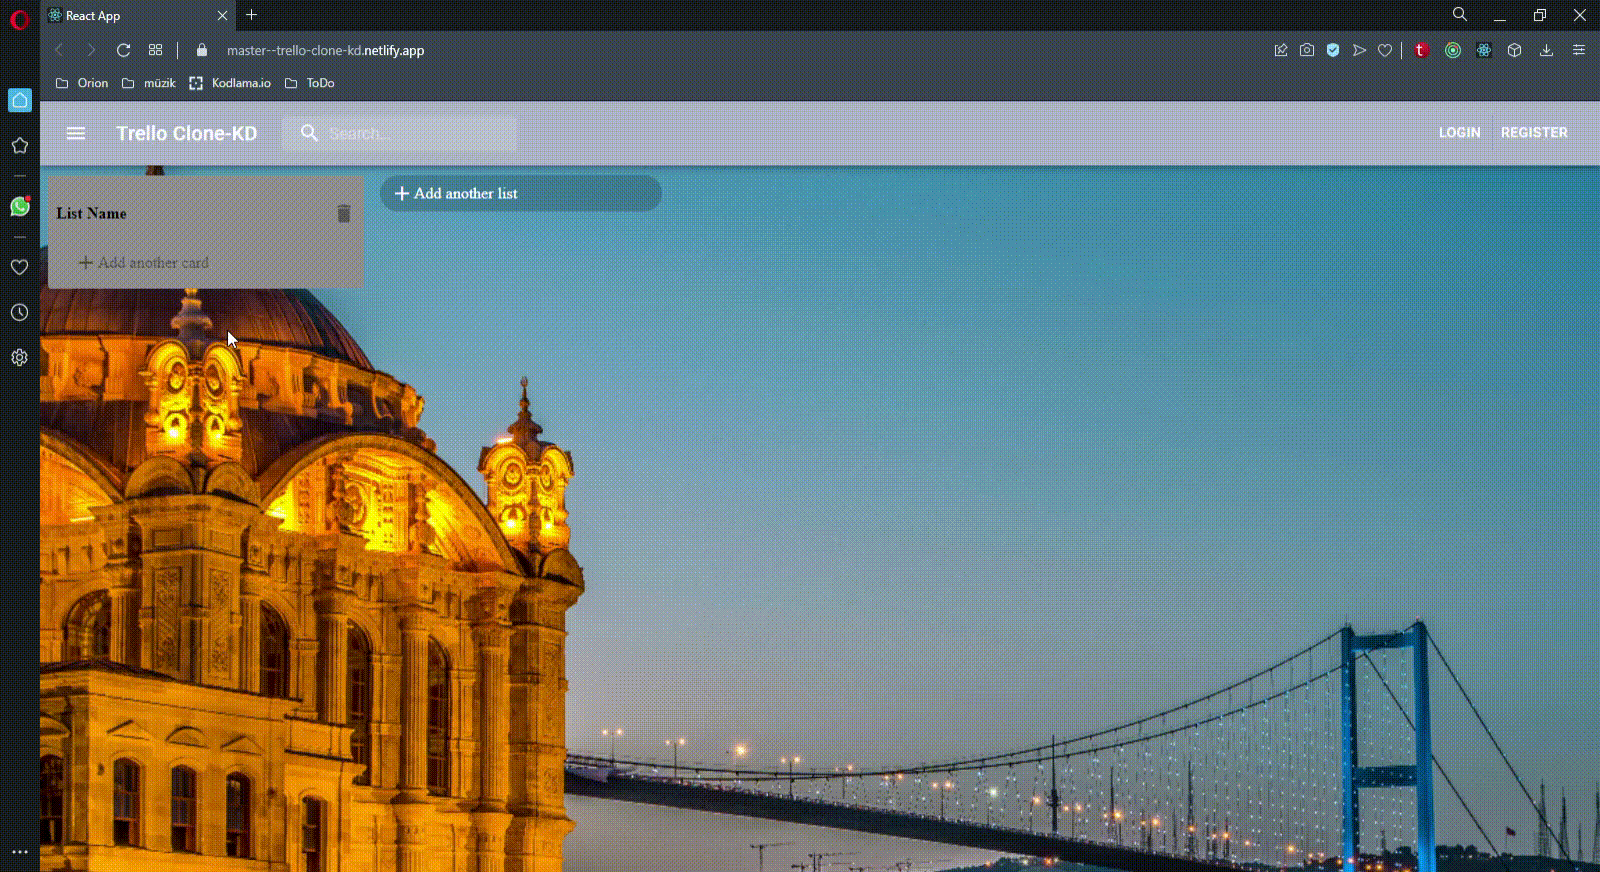 React App
master--trello-clone-kd.netlify.app
Orion müzik Kodlama.io ToDo
Trello Clone-KD Search... LOGIN REGISTER
List Name
Add another card
Add another list